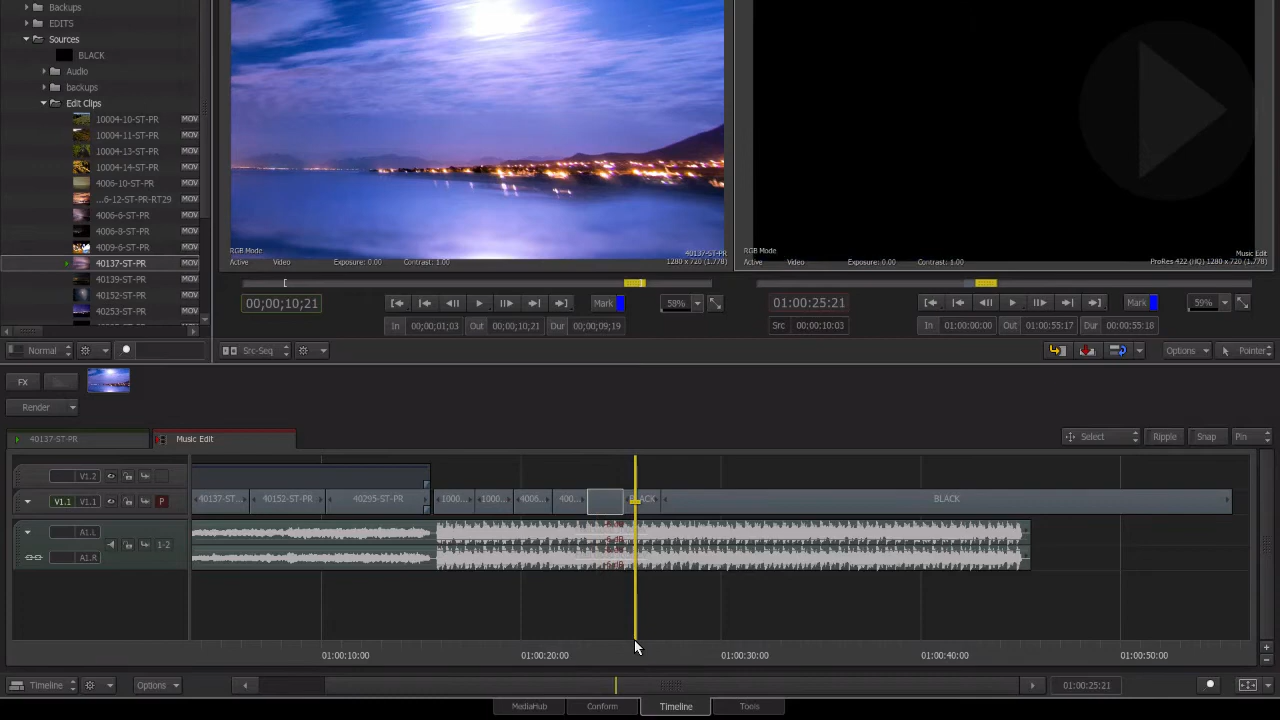 Backups
EDITS
Sources
BLACK
Audio
backups
Edit Clips
10004-10-ST-PR MOV
10004-11-ST-PR MOV
10004-13-ST-PR MOV
10004-14-ST-PR MOV
4006-10-ST-PR MOV
...6-12-ST-PR-RT29 MOV
4006-6-ST-PR MOV
4006-8-ST-PR MOV
4009-6-ST-PR MOV
40137-ST-PR MOV
40139-ST-PR MOV
40152-ST-PR MOV
40253-ST-PR MOV
Normal
RGB Mode
Active Video Exposure: 0.00 Contrast: 1.00
40137-ST-PR
1280 x 720 (1.778)
00;00;10;21
Mark
58%
In 00;00;01;03 Out 00;00;10;21 Dur 00;00;09;19
Src-Seq
RGB Mode
Active Video Exposure: 0.00 Contrast: 1.00
Music Edit
ProRes 422 (HQ) 1280 x 720 (1.778)
01:00:25:21
Mark
59%
Src 00:00:10:03
In 01:00:00:00 Out 01:00:55:17 Dur 00:00:55:18
Options Pointer
FX
Render
40137-ST-PR
Music Edit
Select Ripple Snap Pin
V1.2
V1.1 V1.1 P
40137-ST... 40152-ST-PR 40295-ST-PR 1000... 1000... 4006... 400... BLACK
A1.L
1-2
A1.R
01:00:10:00 01:00:20:00 01:00:30:00 01:00:40:00 01:00:50:00
Timeline Options
01:00:25:21
MediaHub Conform Timeline Tools